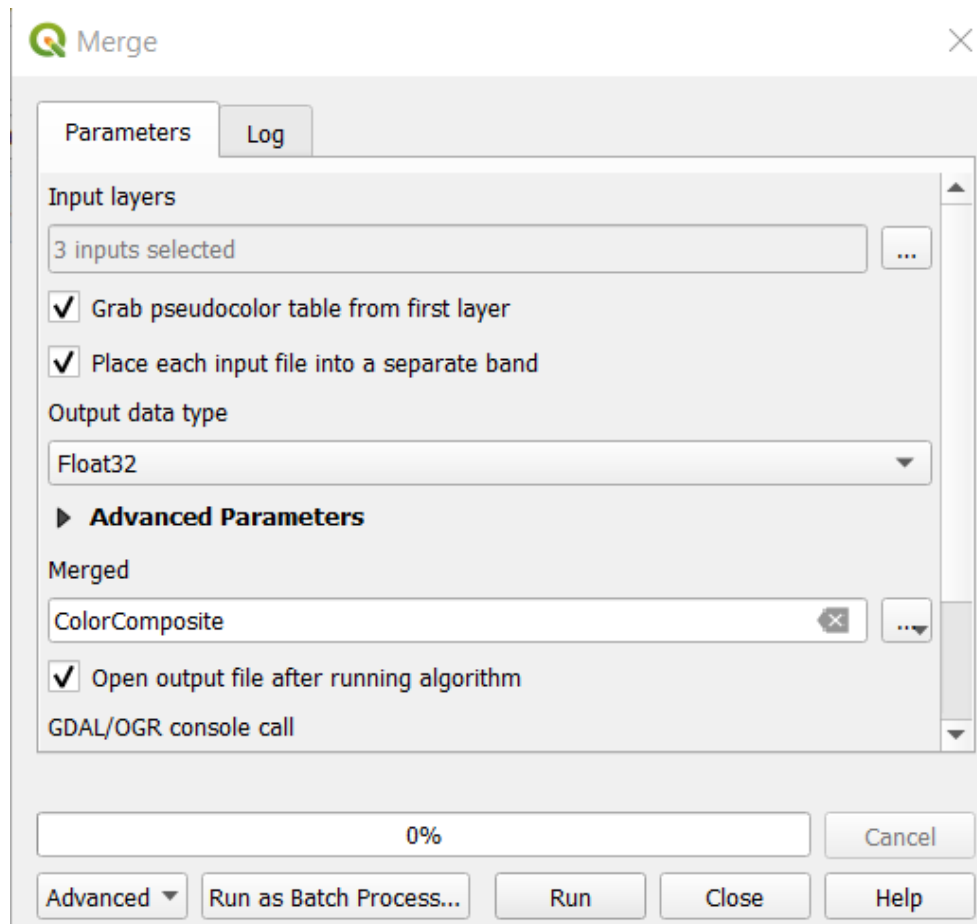 Merge
Parameters
Log
Input layers
3 inputs selected
...
Grab pseudocolor table from first layer
Place each input file into a separate band
Output data type
Float32
Advanced Parameters
Merged
ColorComposite
...
Open output file after running algorithm
GDAL/OGR console call
0%
Cancel
Advanced
Run as Batch Process...
Run
Close
Help